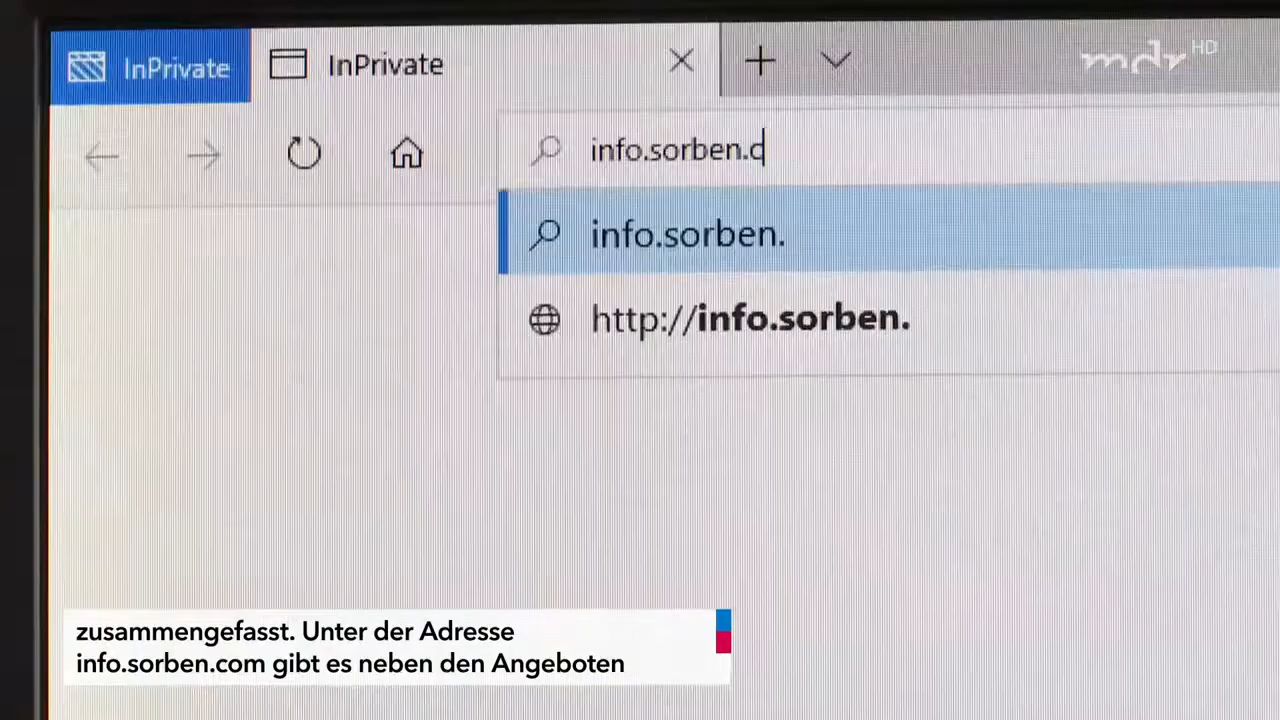 InPrivate
InPrivate
mdr HD
info.sorben.c
info.sorben.
http://info.sorben.
zusammengefasst. Unter der Adresse
info.sorben.com gibt es neben den Angeboten